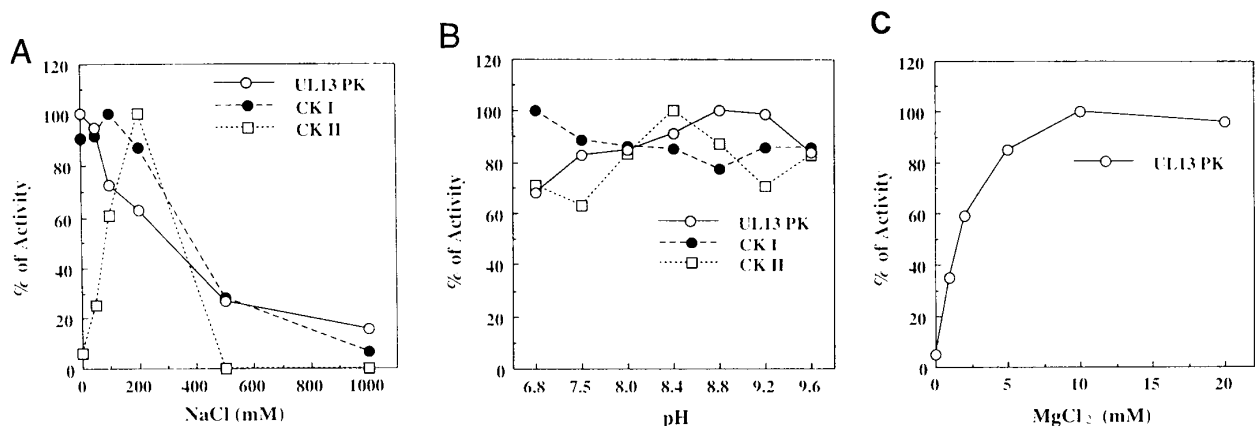 A
% of Activity
120
100
80
60
40
20
0
UL13 PK
CK I
CK II
0 200 400 600 800 1000
NaCl (mM)
B
% of Activity
120
100
80
60
40
20
0
UL13 PK
CK I
CK II
6.8 7.5 8.0 8.4 8.8 9.2 9.6
pH
C
% of Activity
120
100
80
60
40
20
0
UL13 PK
0 5 10 15 20
MgCl2 (mM)